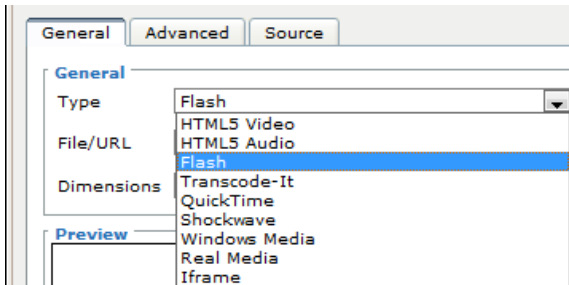 General Advanced Source
General
Type Flash
HTML5 Video
File/URL HTML5 Audio
Flash
Dimensions Transcode-It
QuickTime
Shockwave
Preview Windows Media
Real Media
Iframe